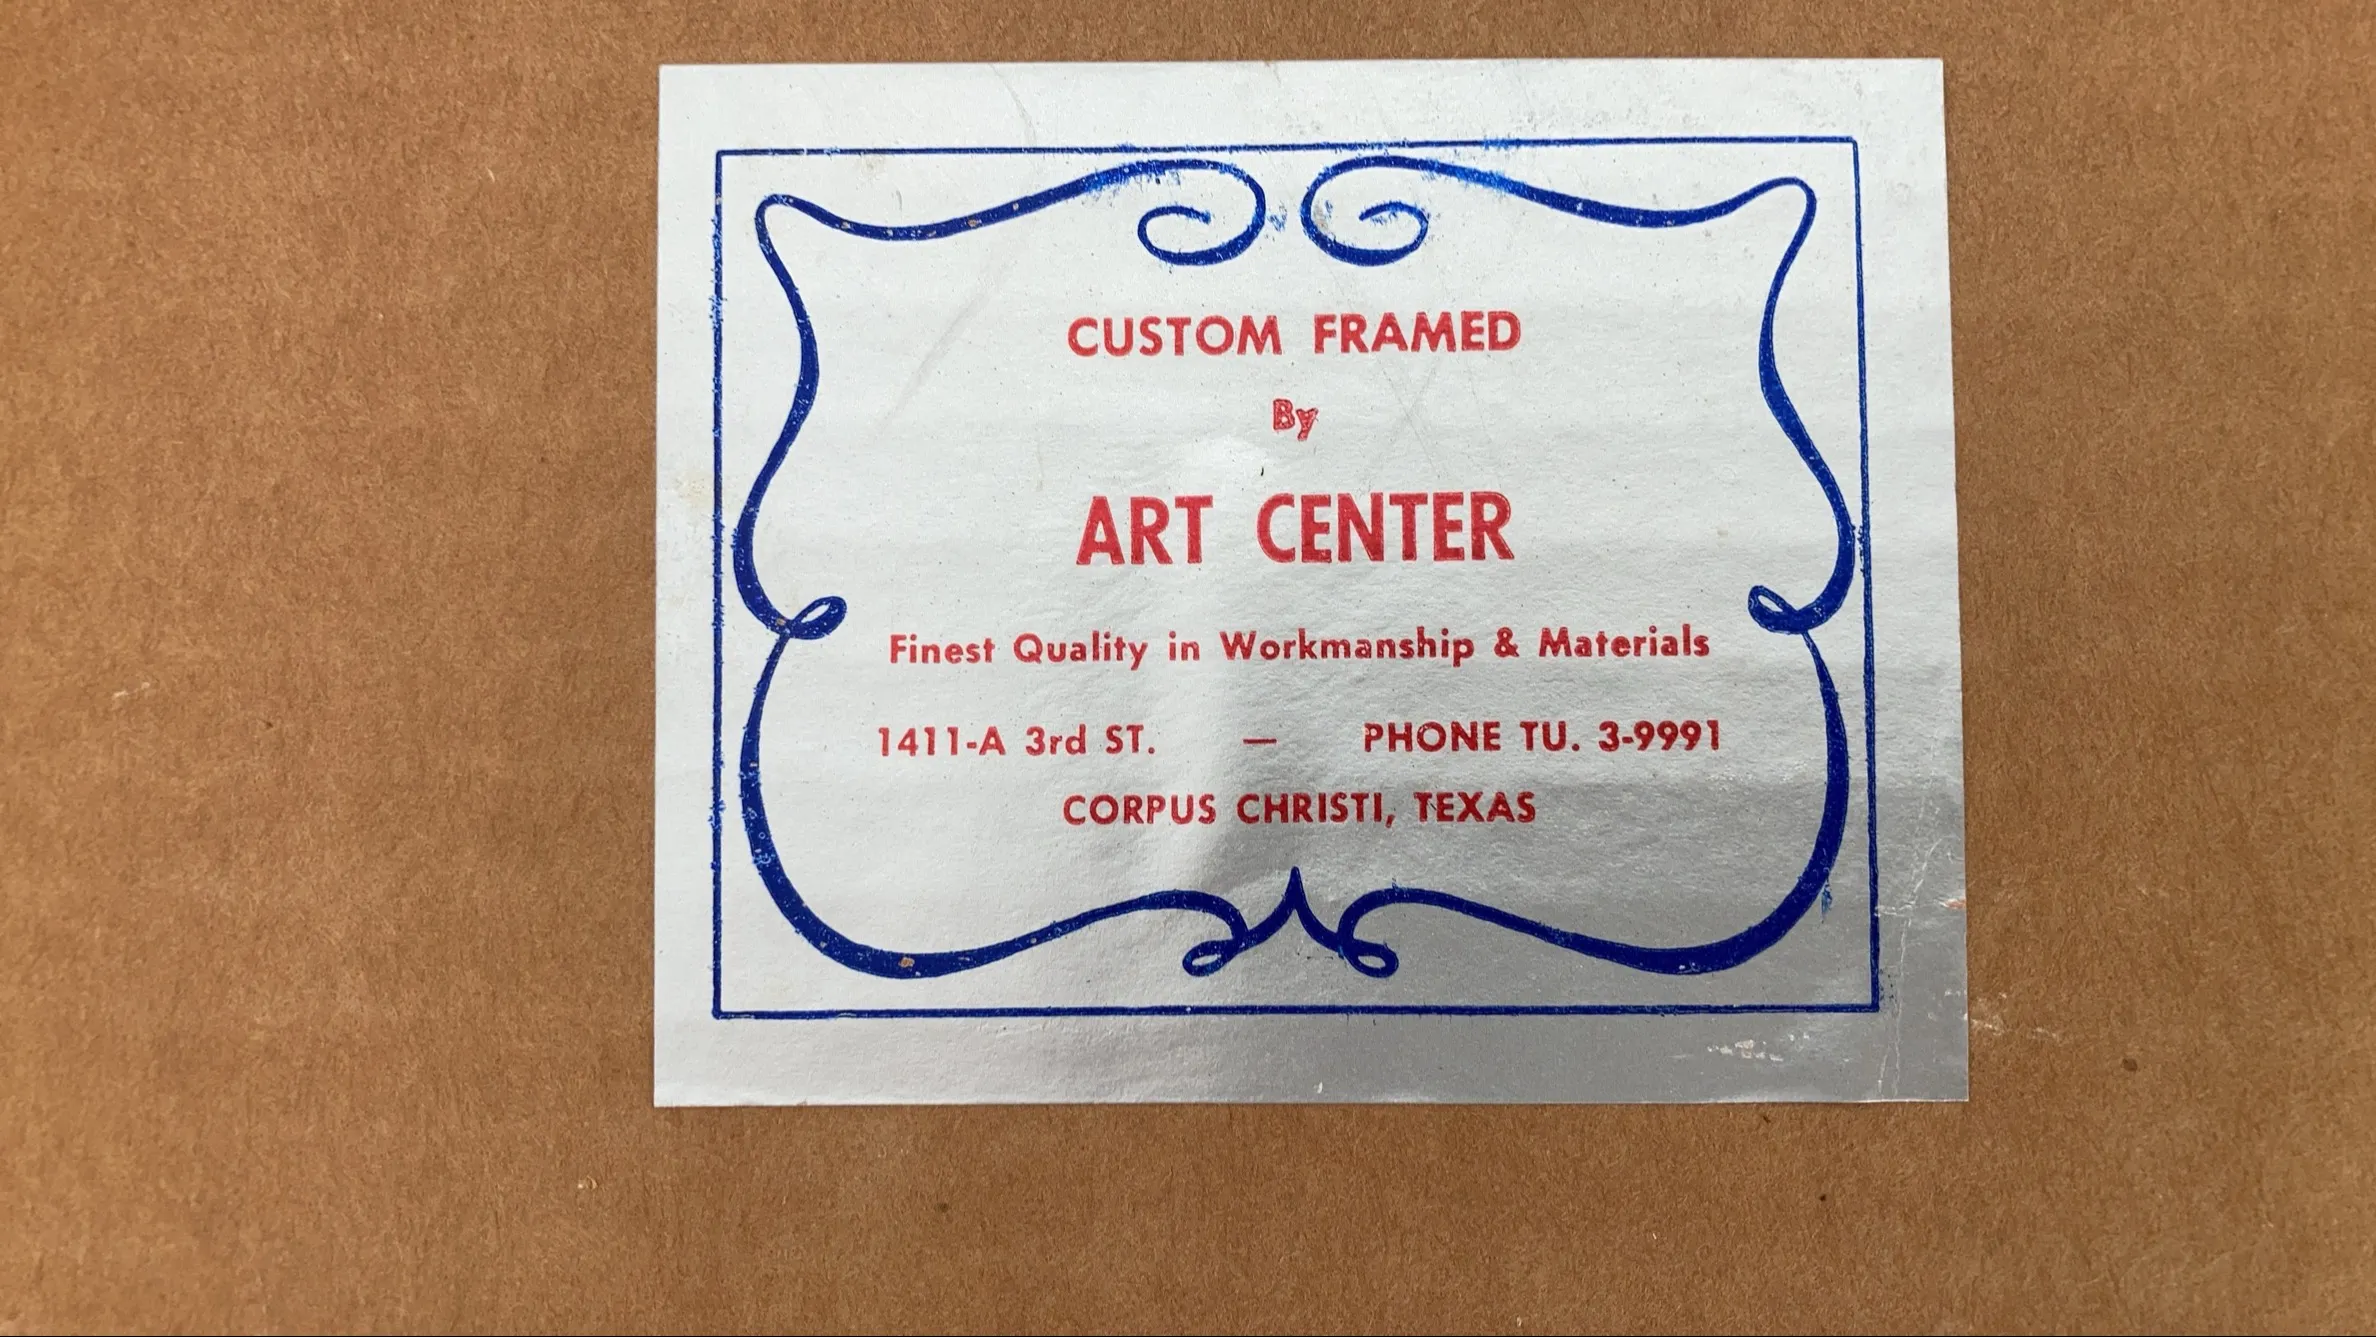 CUSTOM FRAMED
By
ART CENTER
Finest Quality in Workmanship & Materials
1411-A 3rd ST. — PHONE TU. 3-9991
CORPUS CHRISTI, TEXAS